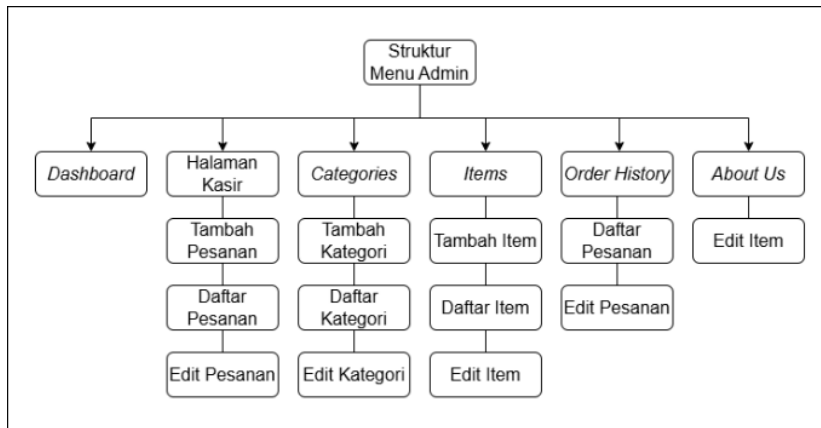 Struktur
Menu Admin
Dashboard
Halaman
Kasir
Categories
Items
Order History
About Us
Tambah
Pesanan
Tambah
Kategori
Tambah Item
Daftar
Pesanan
Edit Item
Daftar
Pesanan
Daftar
Kategori
Daftar Item
Edit Pesanan
Edit Pesanan
Edit Kategori
Edit Item